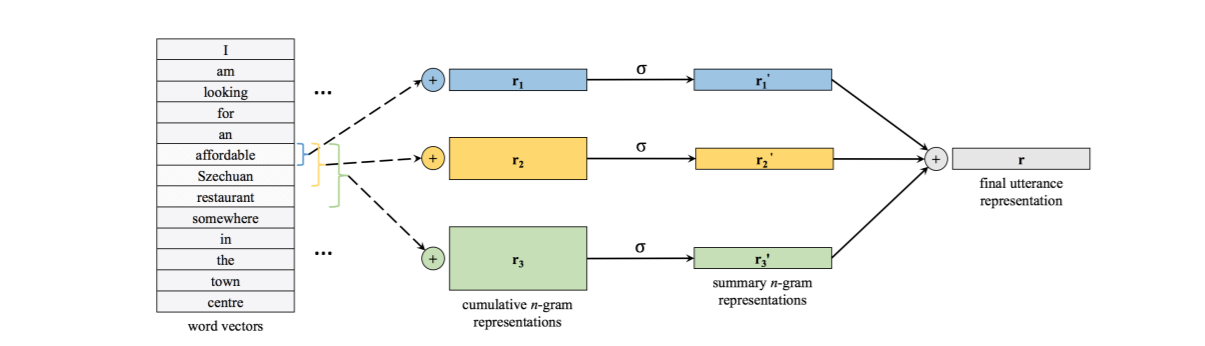 I
am
looking
for
an
affordable
Szechuan
restaurant
somewhere
in
the
town
centre
word vectors
...
...
+
r1
σ
r1'
+
r2
σ
r2'
+
r3
σ
r3'
cumulative n-gram
representations
summary n-gram
representations
+
r
final utterance
representation